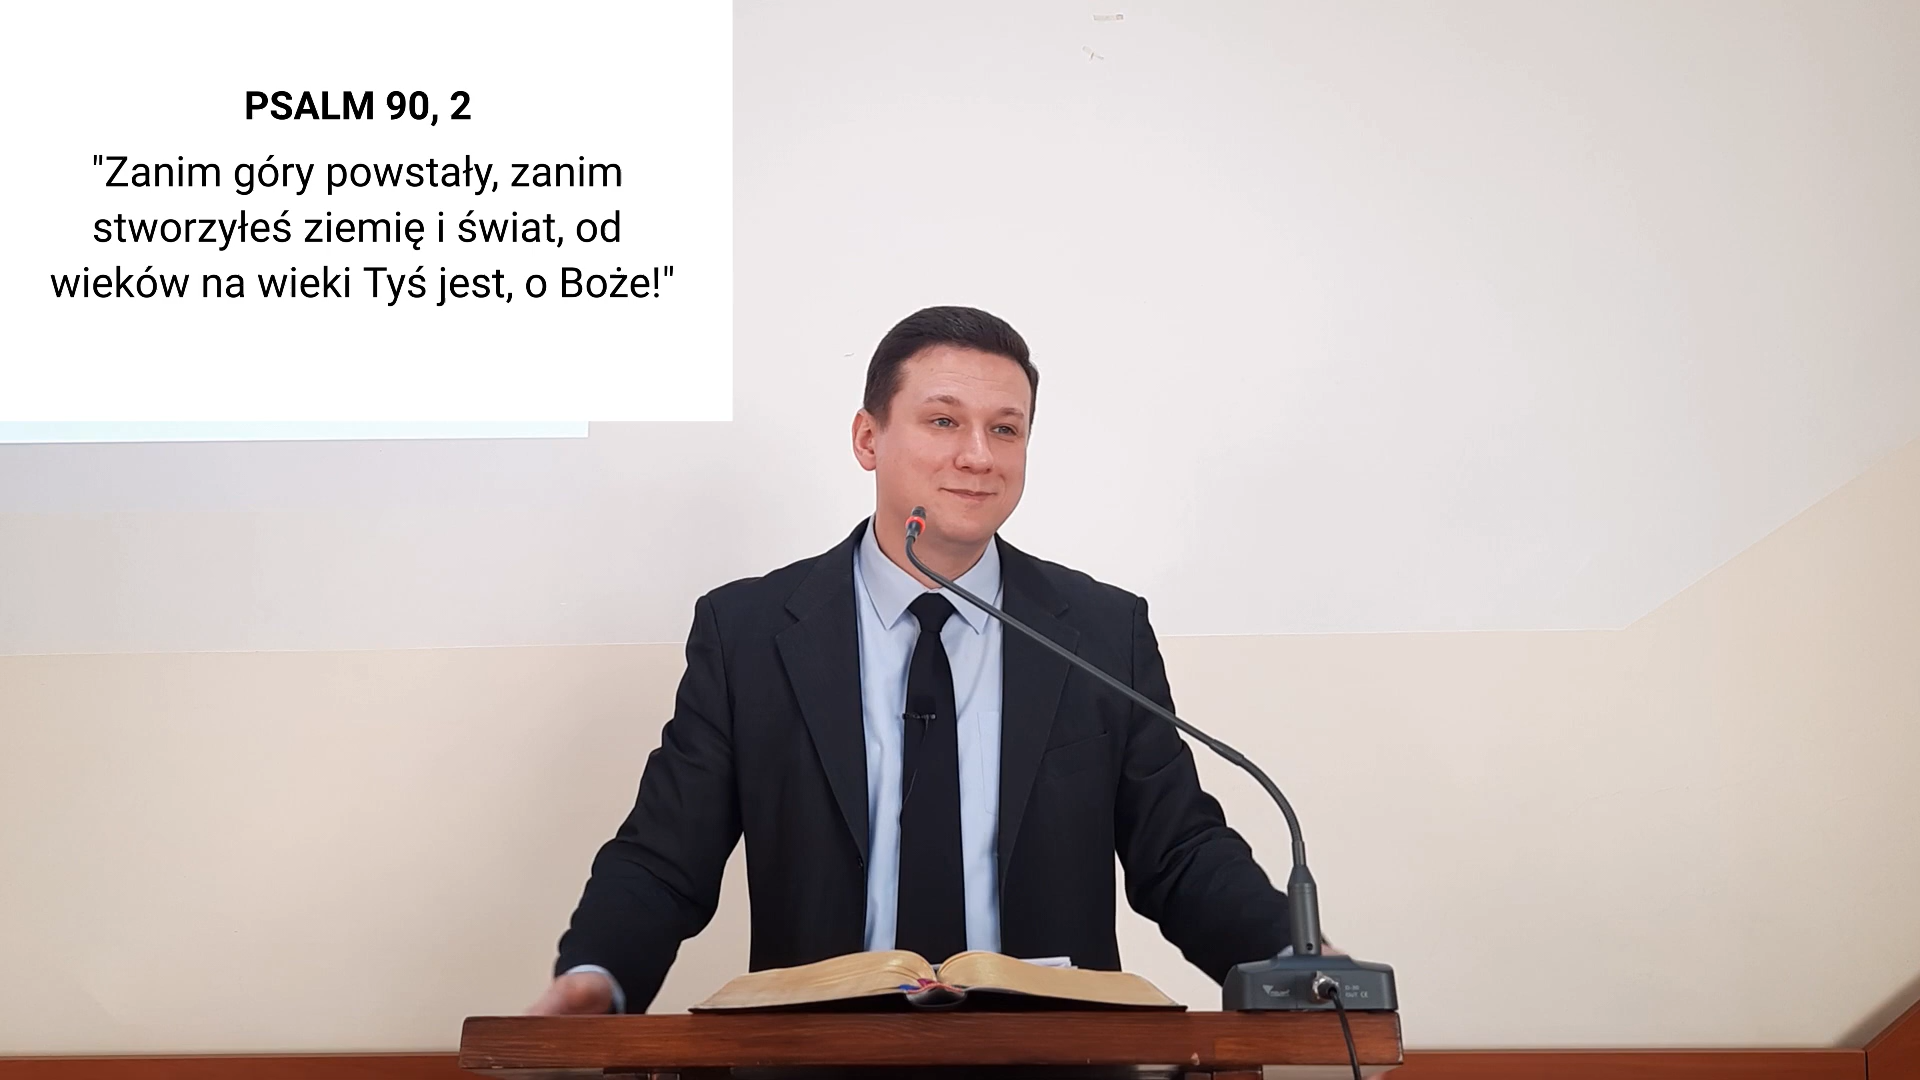 PSALM 90, 2
"Zanim góry powstały, zanim
stworzyłeś ziemię i świat, od
wieków na wieki Tyś jest, o Boże!"